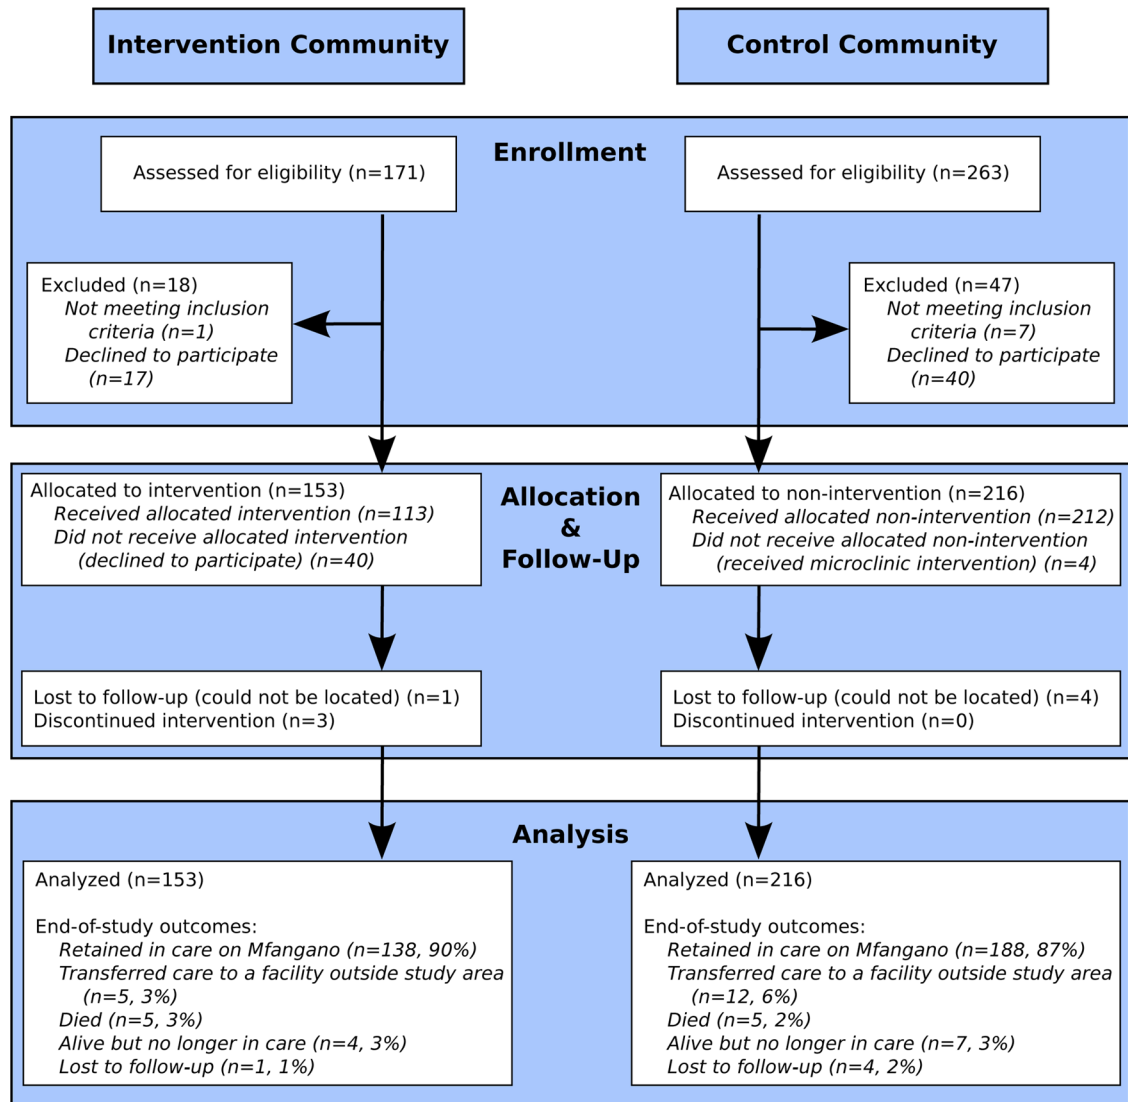 Intervention Community
Control Community
Enrollment
Assessed for eligibility (n=171)
Assessed for eligibility (n=263)
Excluded (n=18)
Not meeting inclusion
criteria (n=1)
Declined to participate
(n=17)
Excluded (n=47)
Not meeting inclusion
criteria (n=7)
Declined to participate
(n=40)
Allocation
&
Follow-Up
Allocated to intervention (n=153)
Received allocated intervention (n=113)
Did not receive allocated intervention
(declined to participate) (n=40)
Allocated to non-intervention (n=216)
Received allocated non-intervention (n=212)
Did not receive allocated non-intervention
(received microclinic intervention) (n=4)
Lost to follow-up (could not be located) (n=1)
Discontinued intervention (n=3)
Lost to follow-up (could not be located) (n=4)
Discontinued intervention (n=0)
Analysis
Analyzed (n=153)
End-of-study outcomes:
Retained in care on Mfangano (n=138, 90%)
Transferred care to a facility outside study area
(n=5, 3%)
Died (n=5, 3%)
Alive but no longer in care (n=4, 3%)
Lost to follow-up (n=1, 1%)
Analyzed (n=216)
End-of-study outcomes:
Retained in care on Mfangano (n=188, 87%)
Transferred care to a facility outside study area
(n=12, 6%)
Died (n=5, 2%)
Alive but no longer in care (n=7, 3%)
Lost to follow-up (n=4, 2%)